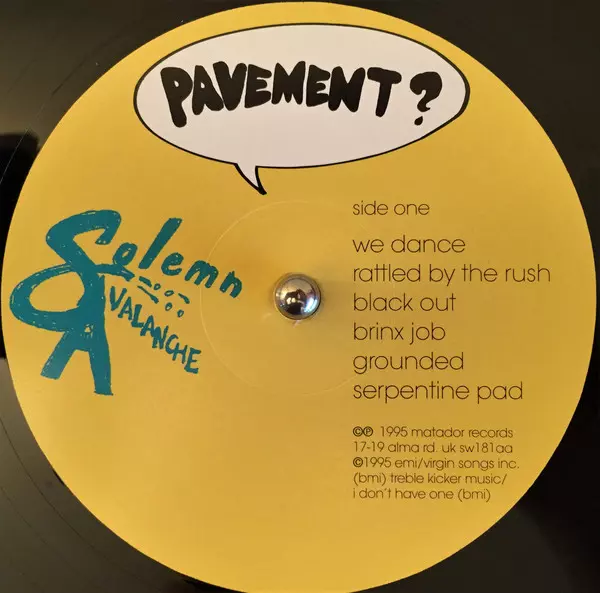 PAVEMENT?
Solemn
AVALANCHE
side one
we dance
rattled by the rush
black out
brinx job
grounded
serpentine pad
©℗ 1995 matador records
17-19 alma rd. uk sw181aa
©1995 emi/virgin songs inc.
(bmi) treble kicker music/
i don't have one (bmi)